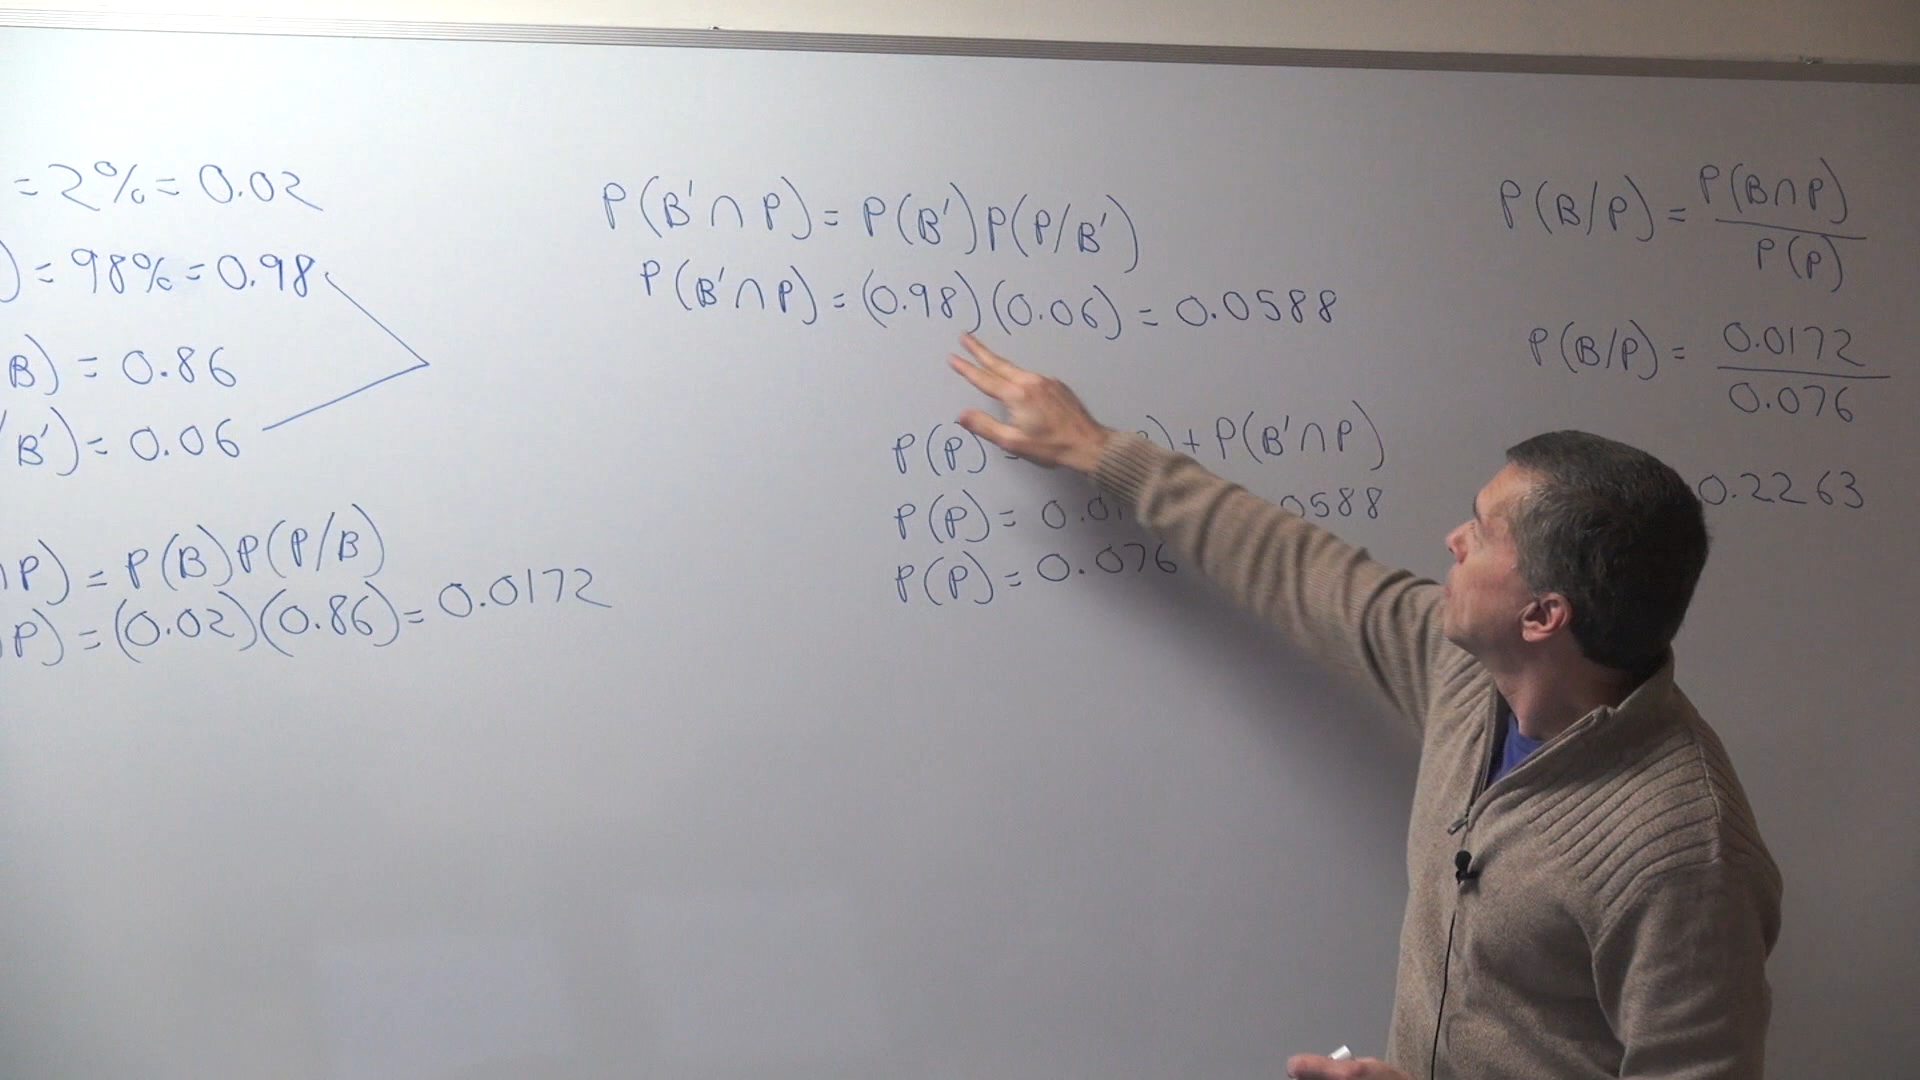 = 2% = 0.02
) = 98% = 0.98
B) = 0.86
/B') = 0.06
P) = P(B)P(P/B)
P) = (0.02)(0.86) = 0.0172
P(B'∩P) = P(B')P(P/B')
P(B'∩P) = (0.98)(0.06) = 0.0588
P(P) = ) + P(B'∩P)
P(P) = 0.0 0588
P(P) = 0.076
P(B/P) = P(B∩P)
P(P)
P(B/P) = 0.0172
0.076
0.2263